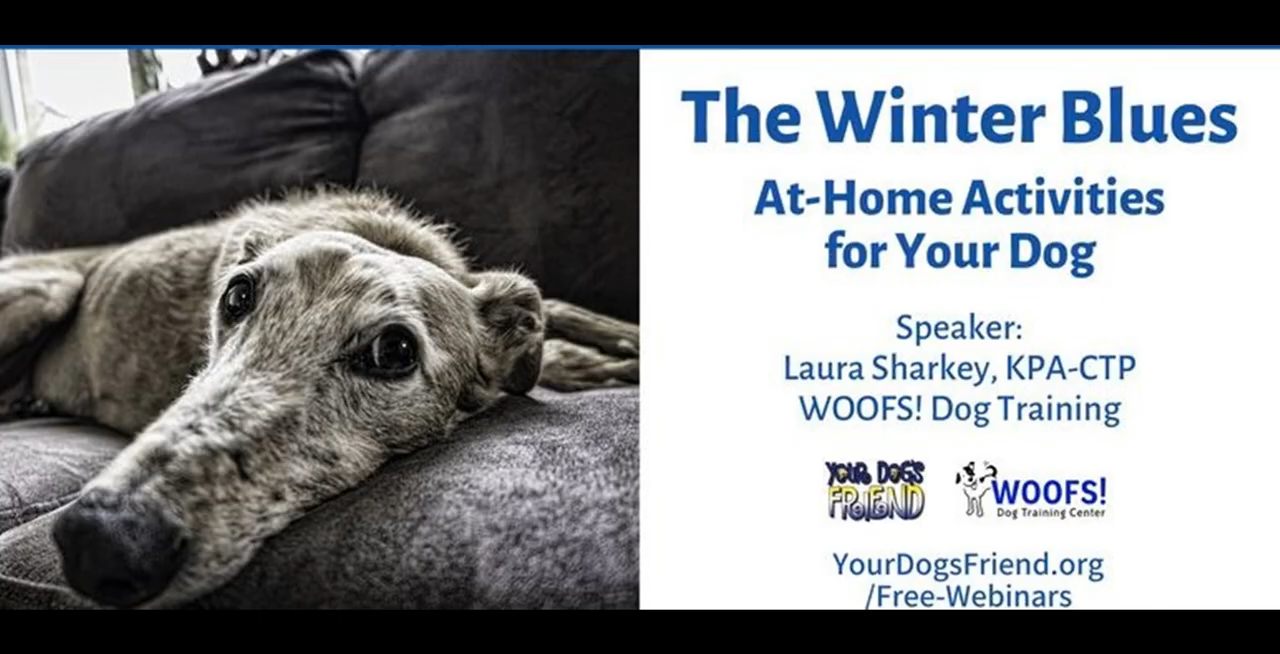 The Winter Blues
At-Home Activities
for Your Dog
Speaker:
Laura Sharkey, KPA-CTP
WOOFS! Dog Training
YOUR DOG'S
FRIEND
WOOFS!
Dog Training Center
YourDogsFriend.org
/Free-Webinars